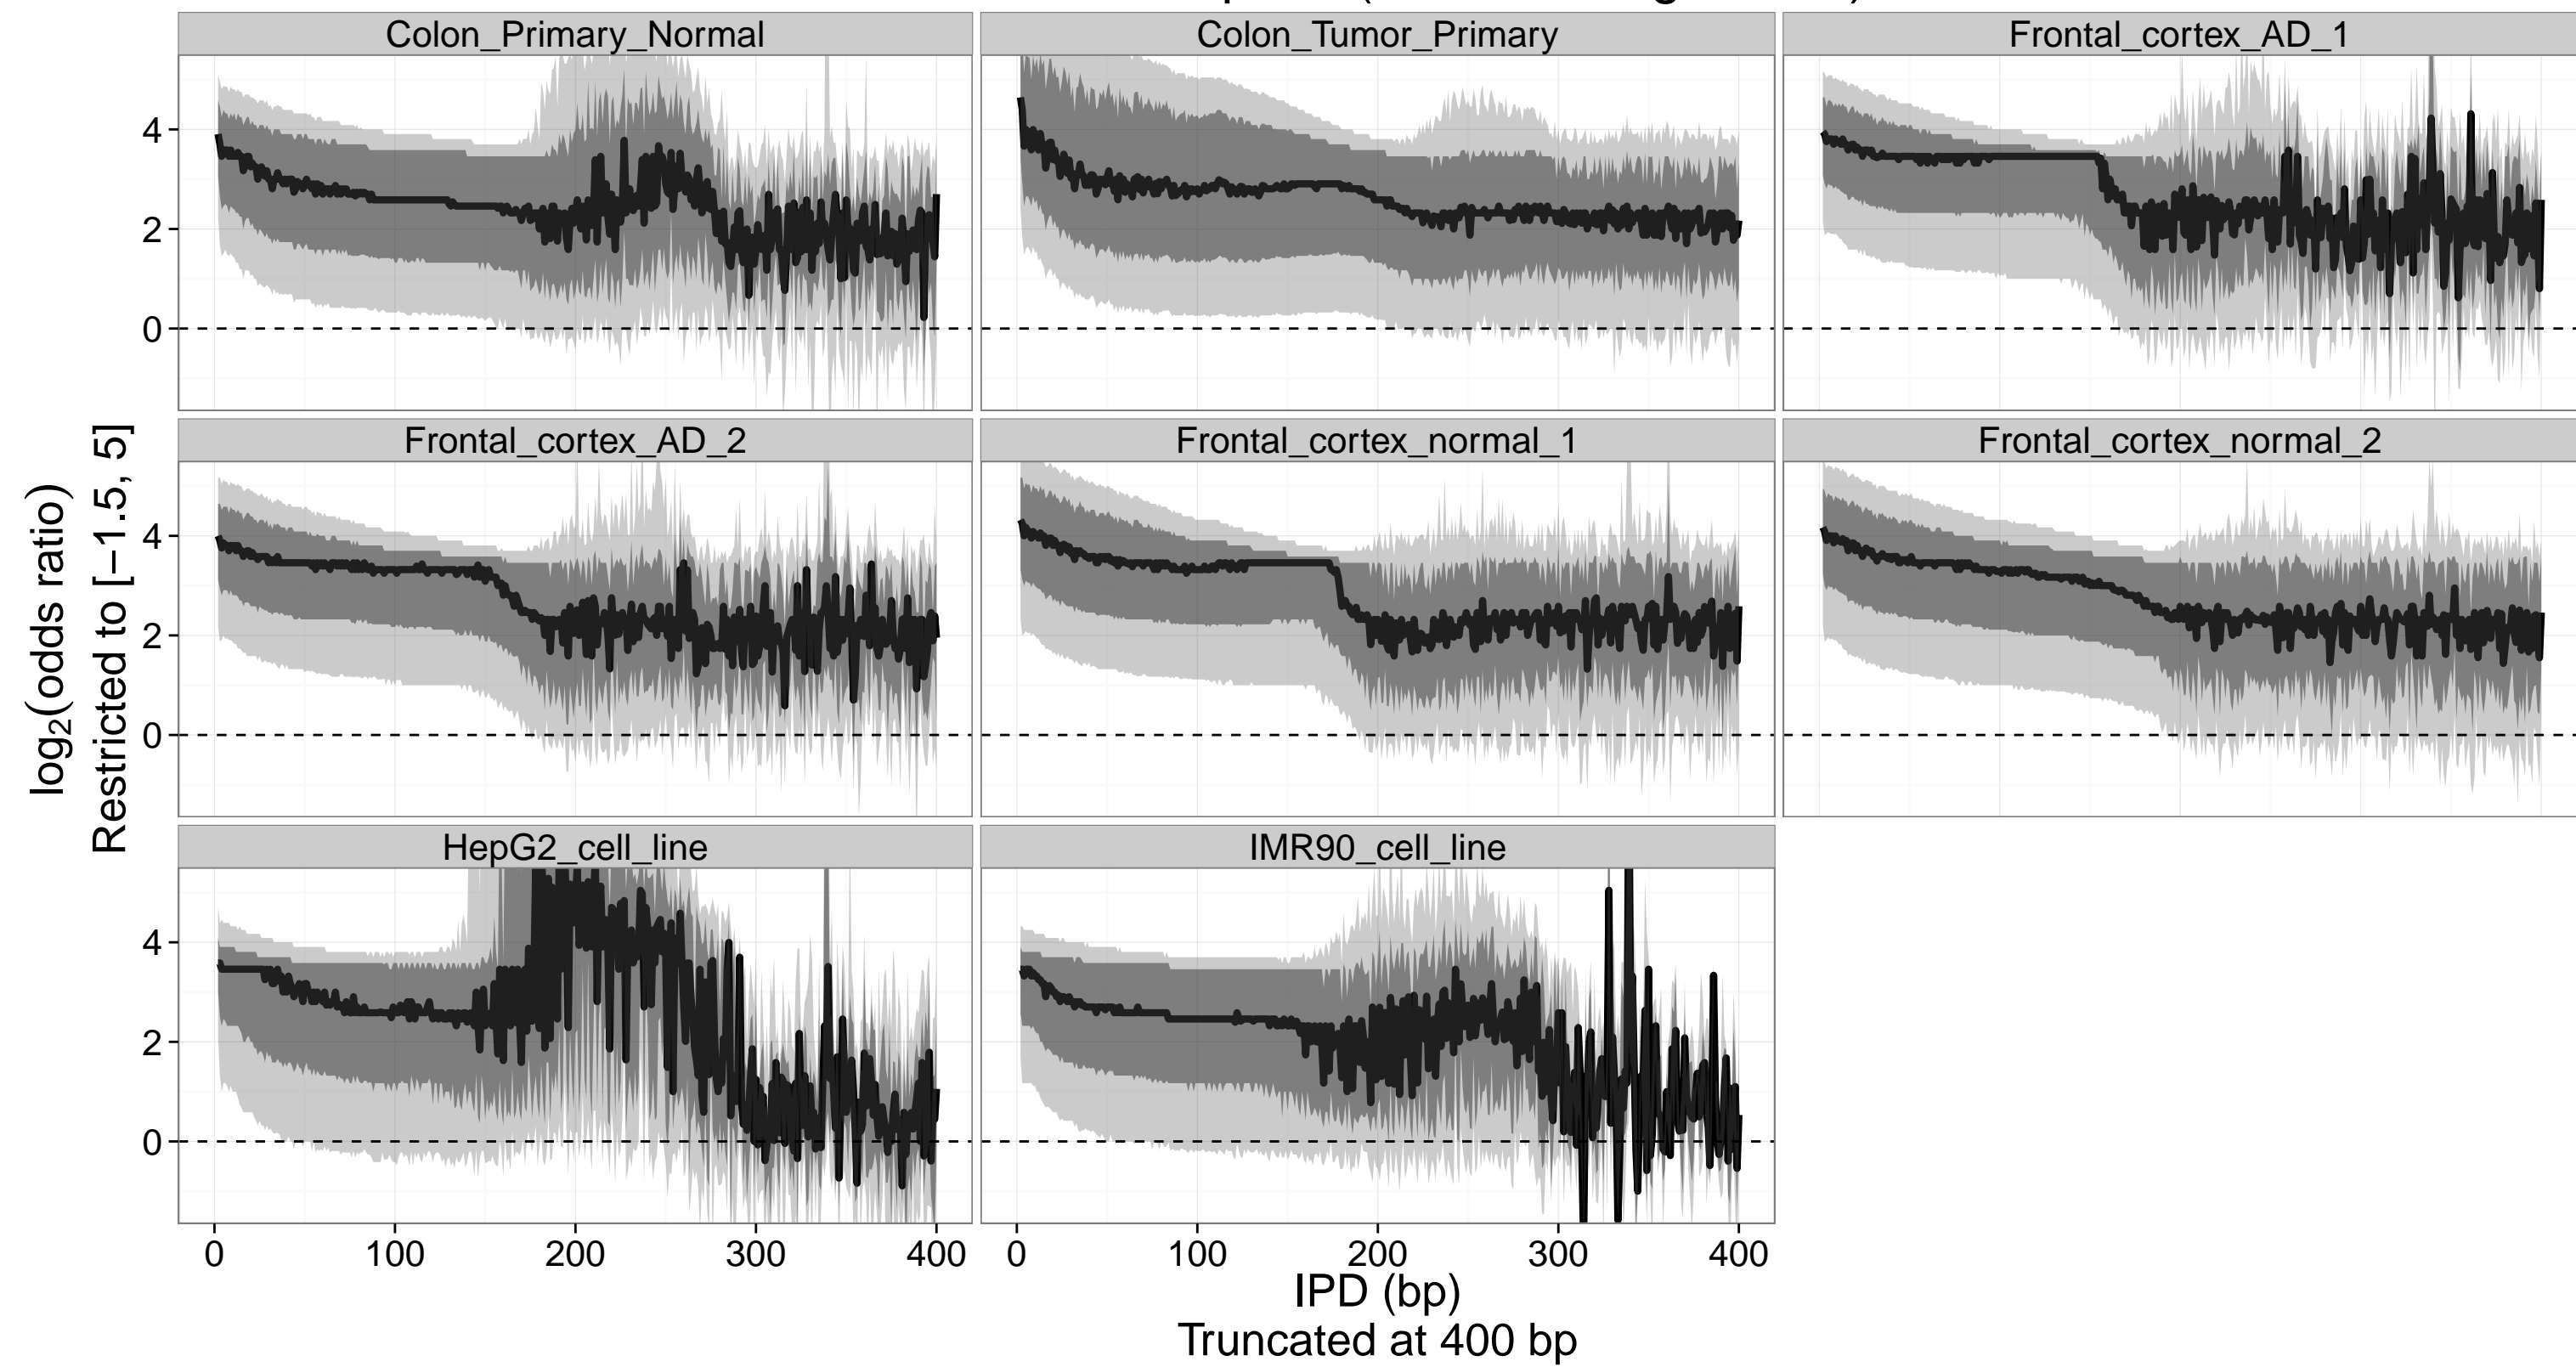 Colon_Primary_Normal
Colon_Tumor_Primary
Frontal_cortex_AD_1
4
2
0
Frontal_cortex_AD_2
Frontal_cortex_normal_1
Frontal_cortex_normal_2
log2(odds ratio)
Restricted to [−1.5, 5]
4
2
0
HepG2_cell_line
IMR90_cell_line
4
2
0
0 100 200 300 400
0 100 200 300 400
IPD (bp)
Truncated at 400 bp